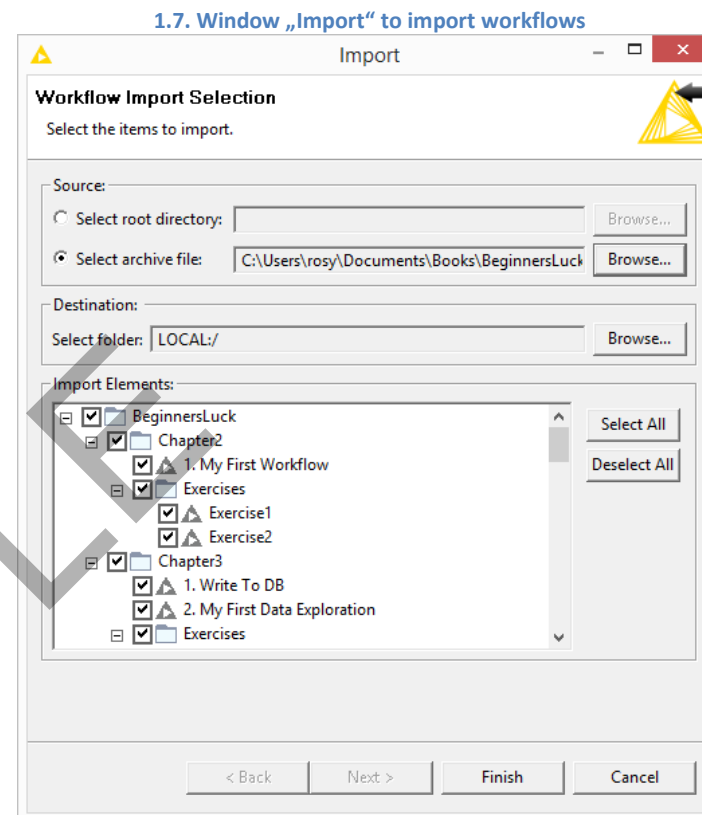 1.7. Window „Import“ to import workflows
Import
Workflow Import Selection
Select the items to import.
Source:
Select root directory: Browse...
Select archive file: C:\Users\rosy\Documents\Books\BeginnersLuck Browse...
Destination:
Select folder: LOCAL:/ Browse...
Import Elements:
BeginnersLuck
Select All
Chapter2
1. My First Workflow
Deselect All
Exercises
Exercise1
Exercise2
Chapter3
1. Write To DB
2. My First Data Exploration
Exercises
< Back Next > Finish Cancel
LE